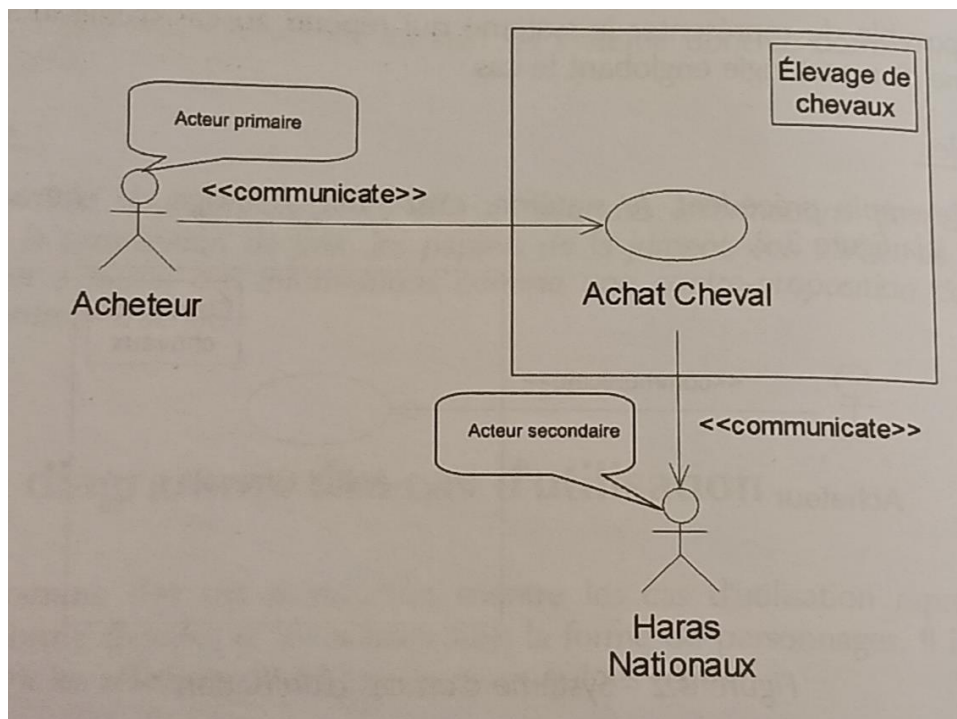 Élevage de
chevaux
Acteur primaire
<<communicate>>
Acheteur
Achat Cheval
<<communicate>>
Acteur secondaire
Haras
Nationaux